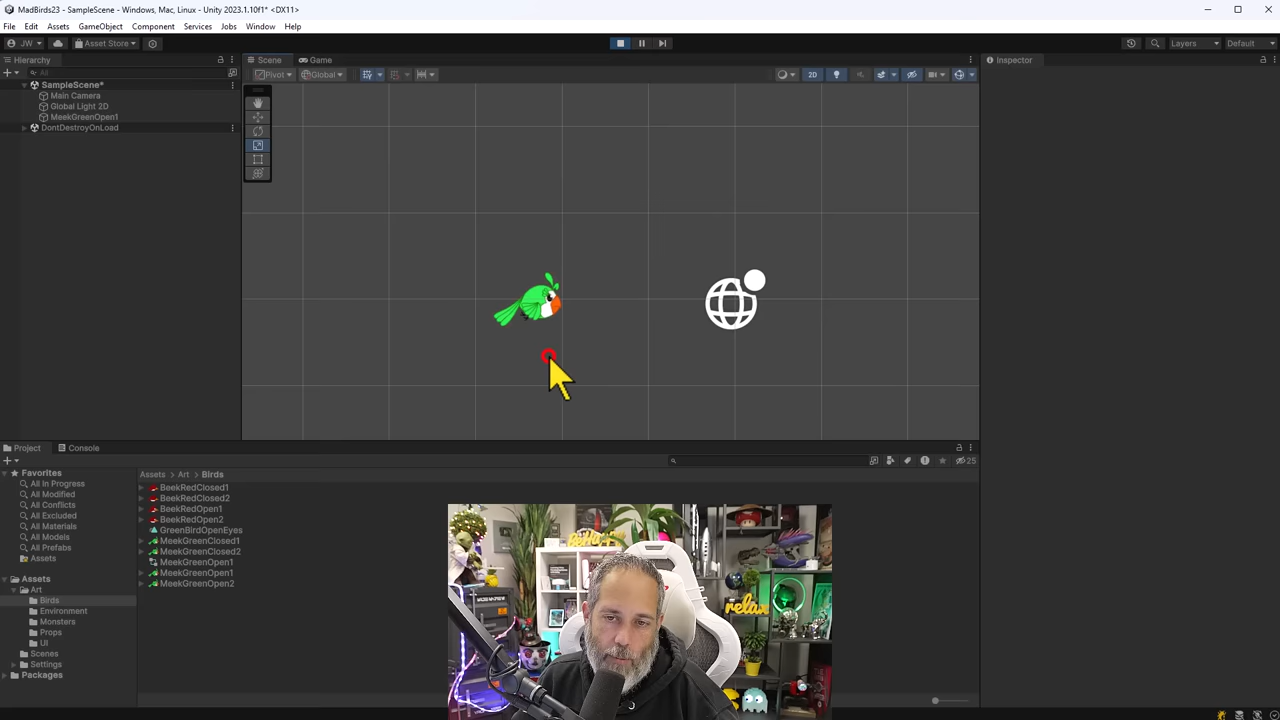 MadBirds23 - SampleScene - Windows, Mac, Linux - Unity 2023.1.10f1* <DX11>
File Edit Assets GameObject Component Services Jobs Window Help
JW Asset Store Layers Default
Hierarchy Scene Game Inspector
All Pivot Global 2D
SampleScene*
Main Camera
Global Light 2D
MeekGreenOpen1
DontDestroyOnLoad
Project Console
25
Favorites
All In Progress
All Modified
All Conflicts
All Excluded
All Materials
All Models
All Prefabs
Assets
Assets
Art
Birds
Environment
Monsters
Props
UI
Scenes
Settings
Packages
Assets > Art > Birds
BeekRedClosed1
BeekRedClosed2
BeekRedOpen1
BeekRedOpen2
GreenBirdOpenEyes
MeekGreenClosed1
MeekGreenClosed2
MeekGreenOpen1
MeekGreenOpen1
MeekGreenOpen2
relax